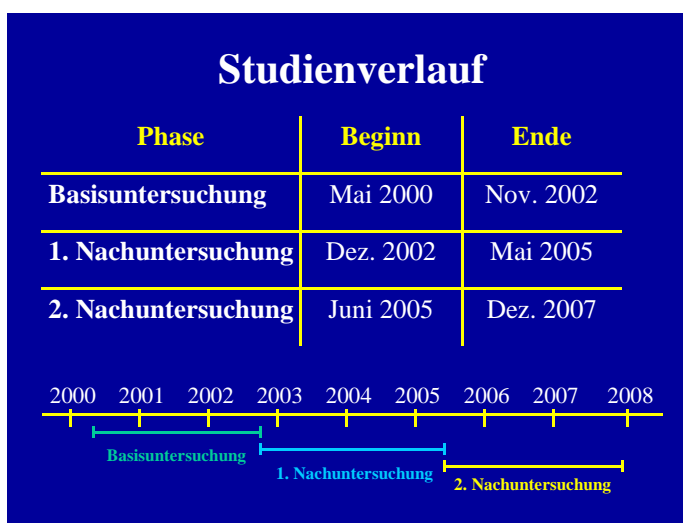 Studienverlauf
Phase Beginn Ende
Basisuntersuchung Mai 2000 Nov. 2002
1. Nachuntersuchung Dez. 2002 Mai 2005
2. Nachuntersuchung Juni 2005 Dez. 2007
2000 2001 2002 2003 2004 2005 2006 2007 2008
Basisuntersuchung
1. Nachuntersuchung
2. Nachuntersuchung